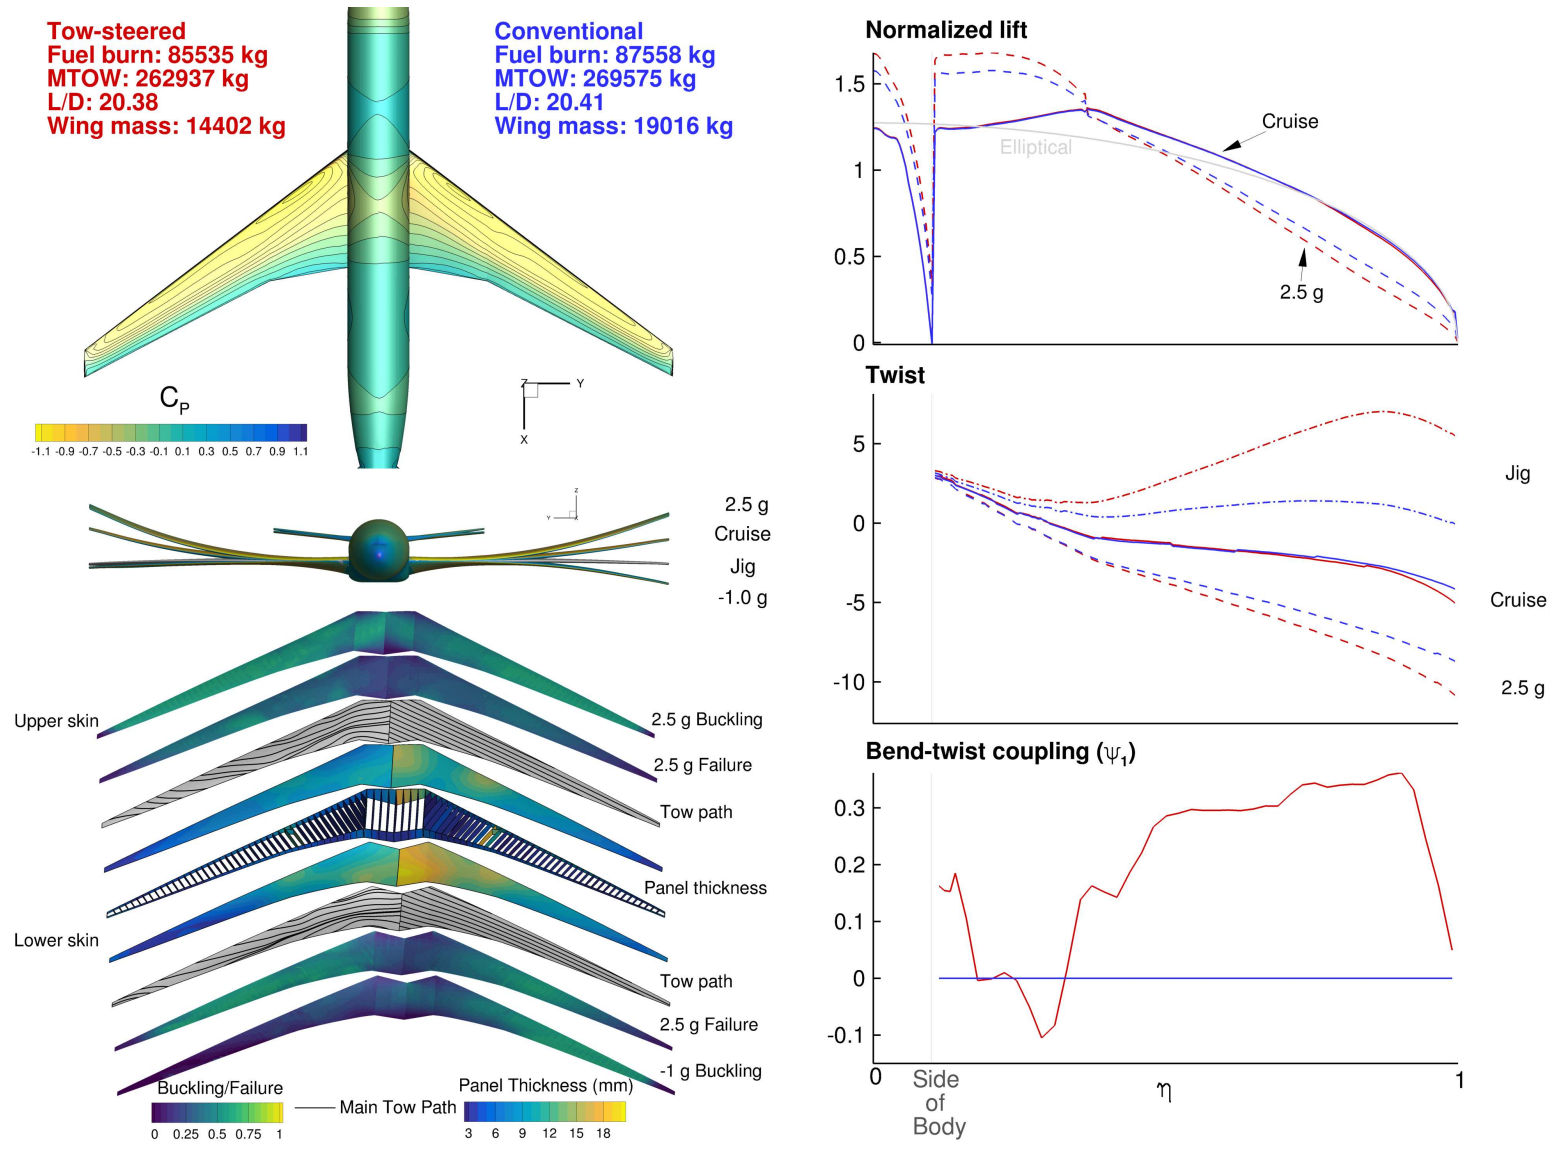 Tow-steered
Fuel burn: 85535 kg
MTOW: 262937 kg
L/D: 20.38
Wing mass: 14402 kg
Conventional
Fuel burn: 87558 kg
MTOW: 269575 kg
L/D: 20.41
Wing mass: 19016 kg
CP
-1.1 -0.9 -0.7 -0.5 -0.3 -0.1 0.1 0.3 0.5 0.7 0.9 1.1
Z Y
X
Z
Y X
2.5 g
Cruise
Jig
-1.0 g
Upper skin
2.5 g Buckling
2.5 g Failure
Tow path
Panel thickness
Lower skin
Tow path
2.5 g Failure
-1 g Buckling
Buckling/Failure
0 0.25 0.5 0.75 1
Main Tow Path
Panel Thickness (mm)
3 6 9 12 15 18
Normalized lift
1.5
1
0.5
0
Elliptical
Cruise
2.5 g
Twist
5
0
-5
-10
Jig
Cruise
2.5 g
Bend-twist coupling (ψ1)
0.3
0.2
0.1
0
-0.1
0 η 1
Side
of
Body